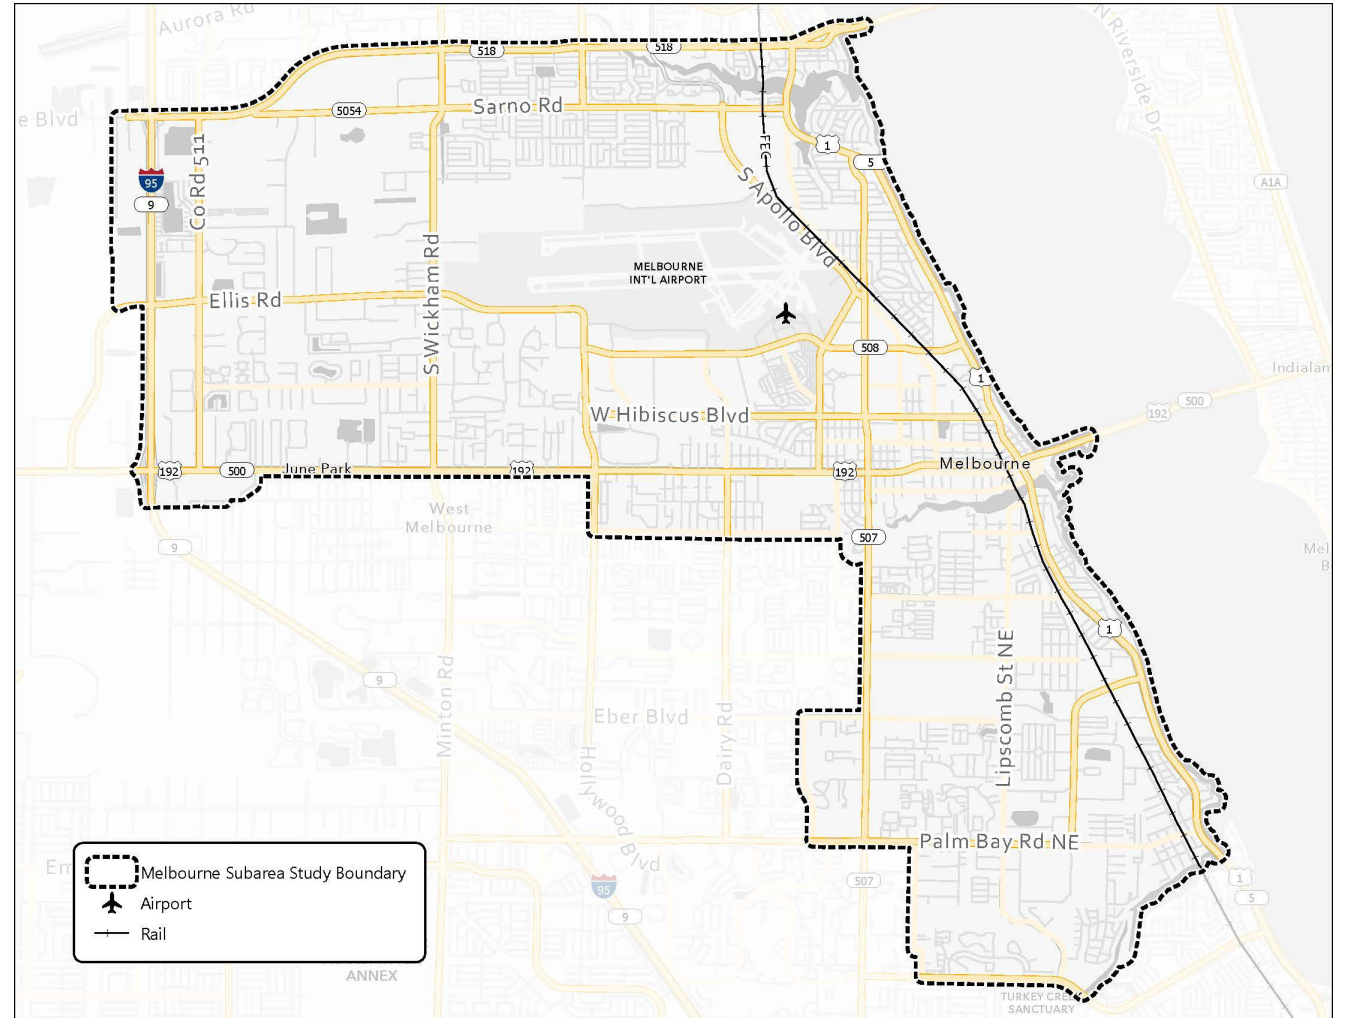 Aurora Rd
N Riverside Dr
518
518
e Blvd
5054
Sarno Rd
FEC
1
5
Co Rd 511
95
9
S Apollo Blvd
A1A
S Wickham Rd
MELBOURNE
INT'L AIRPORT
Ellis Rd
508
Indialan
1
W Hibiscus Blvd
192
500
192
500
June Park
192
192
Melbourne
West
Melbourne
9
507
Mel
B
1
Lipscomb St NE
9
Minton Rd
Eber Blvd
Dairy Rd
Hollywood Blvd
Palm Bay Rd NE
Em
95
507
1
5
9
ANNEX
TURKEY CREEK
SANCTUARY
Melbourne Subarea Study Boundary
Airport
Rail